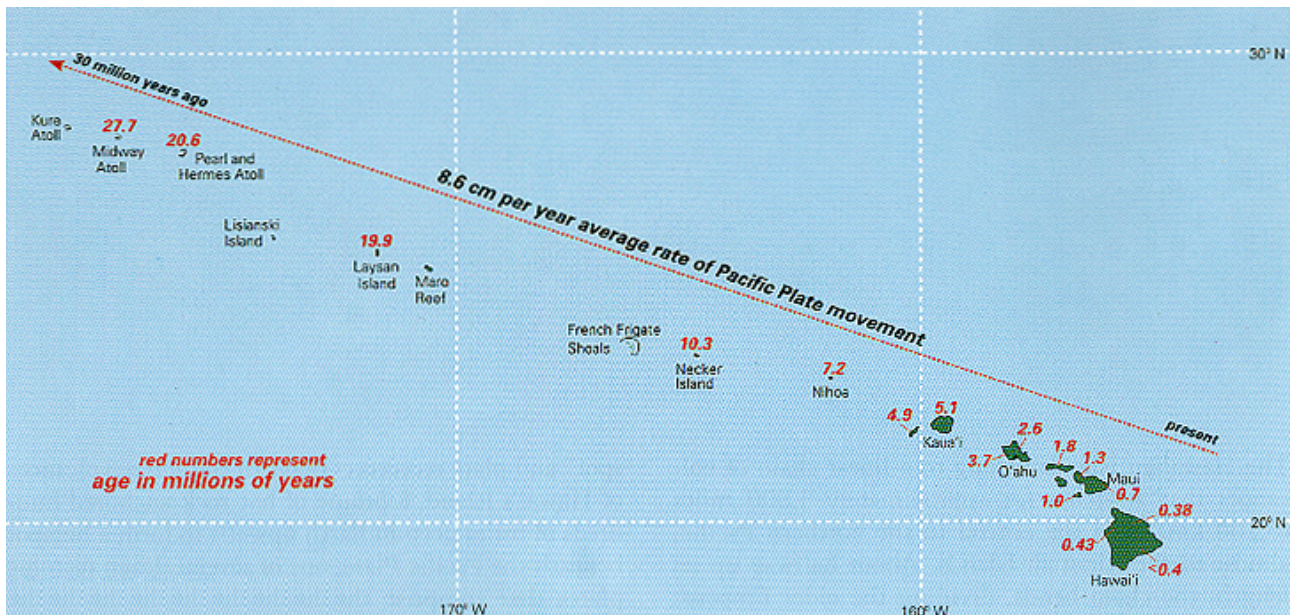 30° N
30 million years ago
Kure
Atoll
27.7
Midway
Atoll
20.6
Pearl and
Hermes Atoll
8.6 cm per year average rate of Pacific Plate movement
Lisianski
Island
19.9
Laysan
Island
Maro
Reef
French Frigate
Shoals
10.3
Necker
Island
7.2
Nihoa
4.9
5.1
Kaua'i
present
2.6
3.7
O'ahu
1.8
1.3
Maui
1.0
0.7
red numbers represent
age in millions of years
0.38
0.43
0.4
Hawai'i
20° N
170° W
160° W